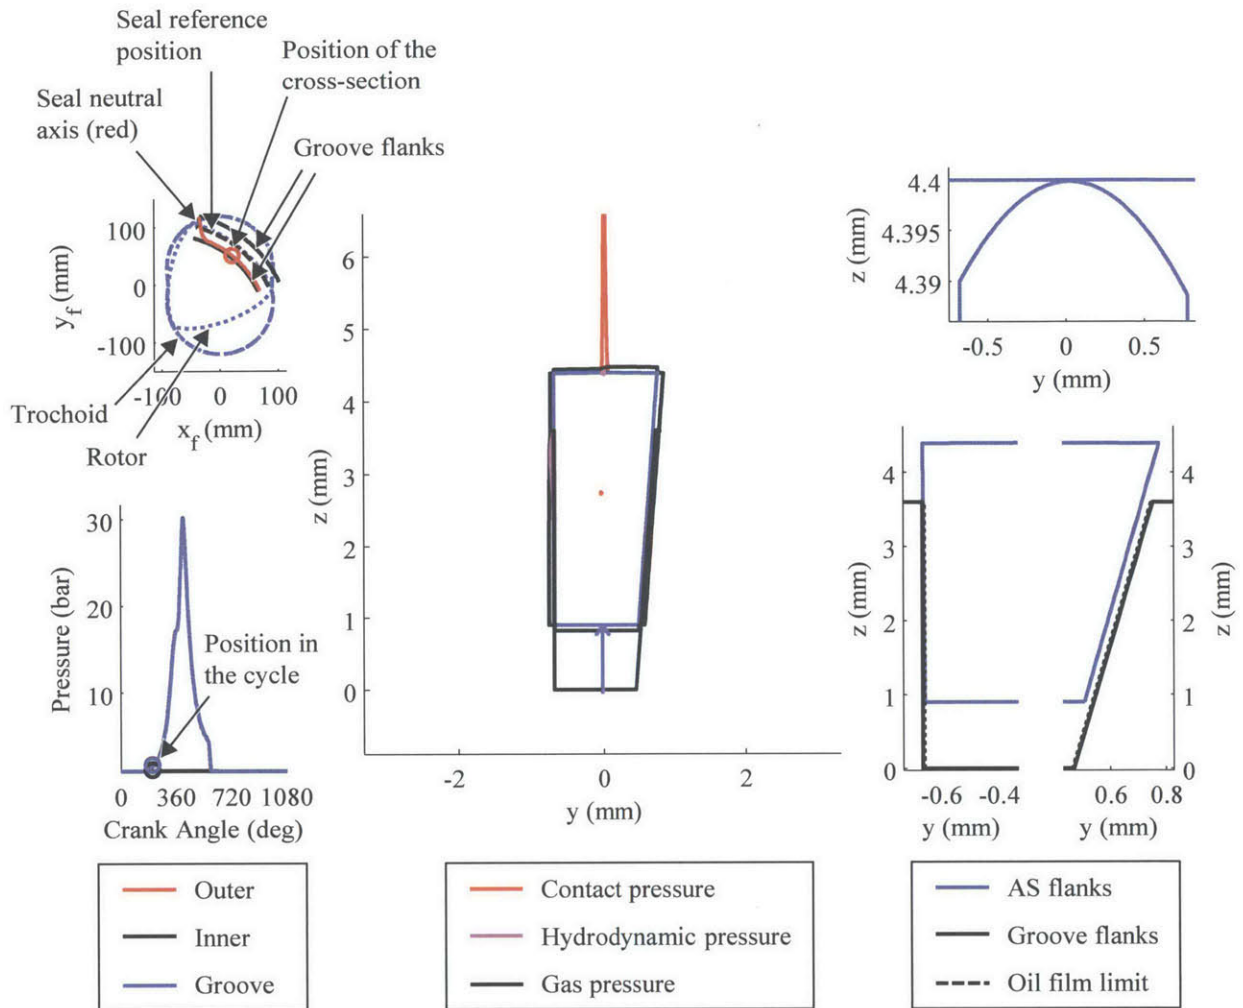 Seal reference
position
Position of the
cross-section
Seal neutral
axis (red)
Groove flanks
100
0
-100
y_f (mm)
-100
0
100
x_f (mm)
Trochoid
Rotor
30
20
10
Pressure (bar)
Position in
the cycle
0 360 720 1080
Crank Angle (deg)
6
5
4
3
2
1
0
z (mm)
-2 0 2
y (mm)
4.4
4.395
4.39
z (mm)
-0.5 0 0.5
y (mm)
4
3
2
1
0
z (mm)
-0.6 -0.4
y (mm)
4
3
2
1
0
z (mm)
0.6 0.8
y (mm)
Outer
Inner
Groove
Contact pressure
Hydrodynamic pressure
Gas pressure
AS flanks
Groove flanks
Oil film limit